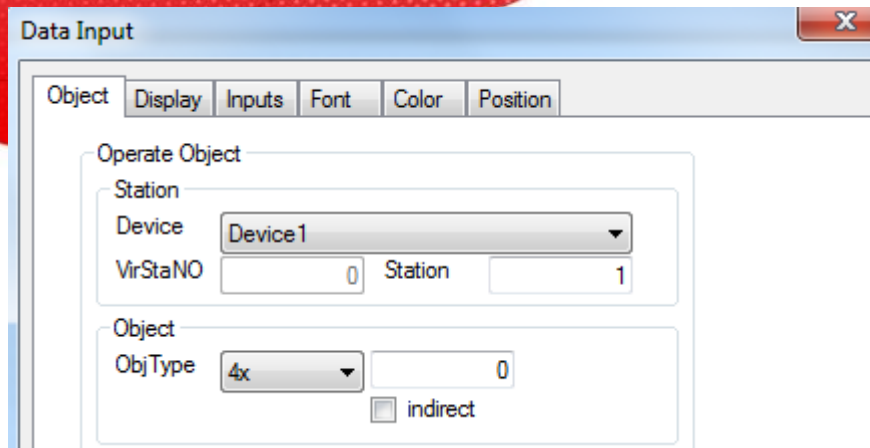 Data Input
Object Display Inputs Font Color Position
Operate Object
Station
Device Device1
VirStaNO 0 Station 1
Object
ObjType 4x 0
indirect